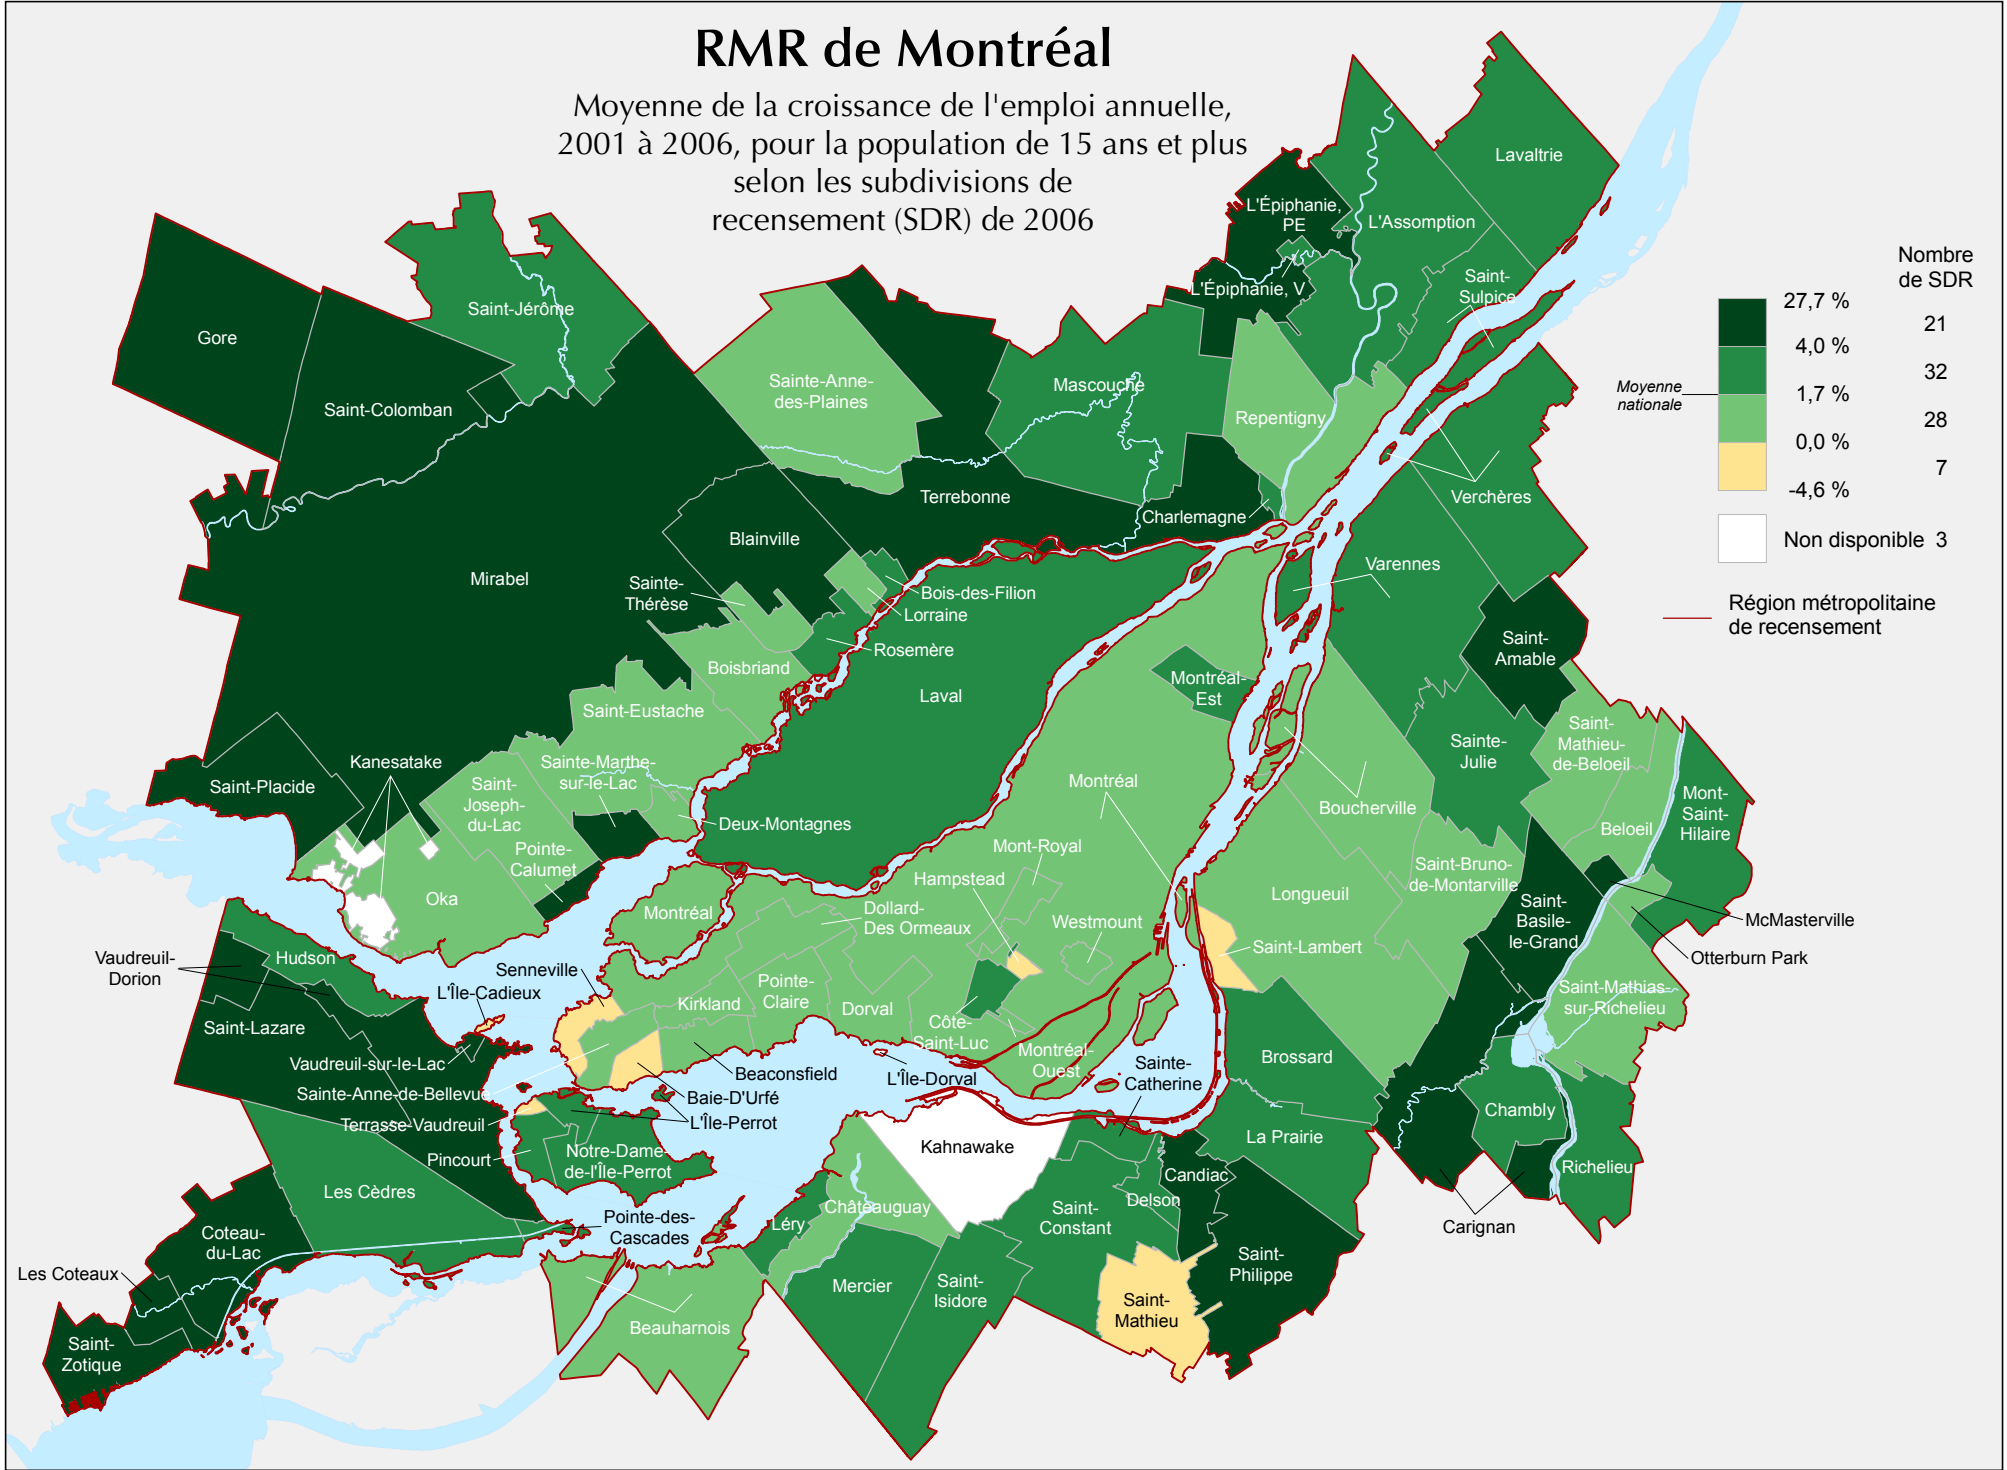 RMR de Montréal
Moyenne de la croissance de l'emploi annuelle,
2001 à 2006, pour la population de 15 ans et plus
selon les subdivisions de
recensement (SDR) de 2006
Nombre
de SDR
27,7 %
21
4,0 %
32
Moyenne
nationale
1,7 %
28
0,0 %
7
-4,6 %
Non disponible 3
Région métropolitaine
de recensement
Lavaltrie
L'Épiphanie,
PE
L'Assomption
Saint-
Sulpice
L'Épiphanie, V
Saint-Jérôme
Gore
Saint-Colomban
Sainte-Anne-
des-Plaines
Mascouche
Repentigny
Terrebonne
Charlemagne
Verchères
Blainville
Mirabel
Sainte-
Thérèse
Bois-des-Filion
Lorraine
Rosemère
Varennes
Saint-
Amable
Boisbriand
Laval
Montréal-
Est
Saint-Eustache
Saint-
Mathieu-
de-Beloeil
Sainte-
Julie
Kanesatake
Sainte-Marthe-
sur-le-Lac
Saint-Placide
Saint-
Joseph-
du-Lac
Montréal
Boucherville
Mont-
Saint-
Hilaire
Deux-Montagnes
Beloeil
Mont-Royal
Pointe-
Calumet
Hampstead
Saint-Bruno-
de-Montarville
Oka
Longueuil
Montréal
Dollard-
Des Ormeaux
Westmount
Saint-
Basile-
le-Grand
McMasterville
Saint-Lambert
Otterburn Park
Vaudreuil-
Dorion
Hudson
Senneville
L'Île-Cadieux
Kirkland
Pointe-
Claire
Dorval
Saint-Mathias-
sur-Richelieu
Saint-Lazare
Côte-
Saint-Luc
Montréal-
Ouest
Brossard
Vaudreuil-sur-le-Lac
Beaconsfield
L'Île-Dorval
Sainte-
Catherine
Sainte-Anne-de-Bellevue
Baie-D'Urfé
Terrasse-Vaudreuil
L'Île-Perrot
Chambly
Kahnawake
La Prairie
Pincourt
Notre-Dame-
de-l'Île-Perrot
Candiac
Richelieu
Les Cèdres
Delson
Châteauguay
Saint-
Constant
Léry
Pointe-des-
Cascades
Carignan
Coteau-
du-Lac
Saint-
Philippe
Les Coteaux
Mercier
Saint-
Isidore
Saint-
Mathieu
Beauharnois
Saint-
Zotique